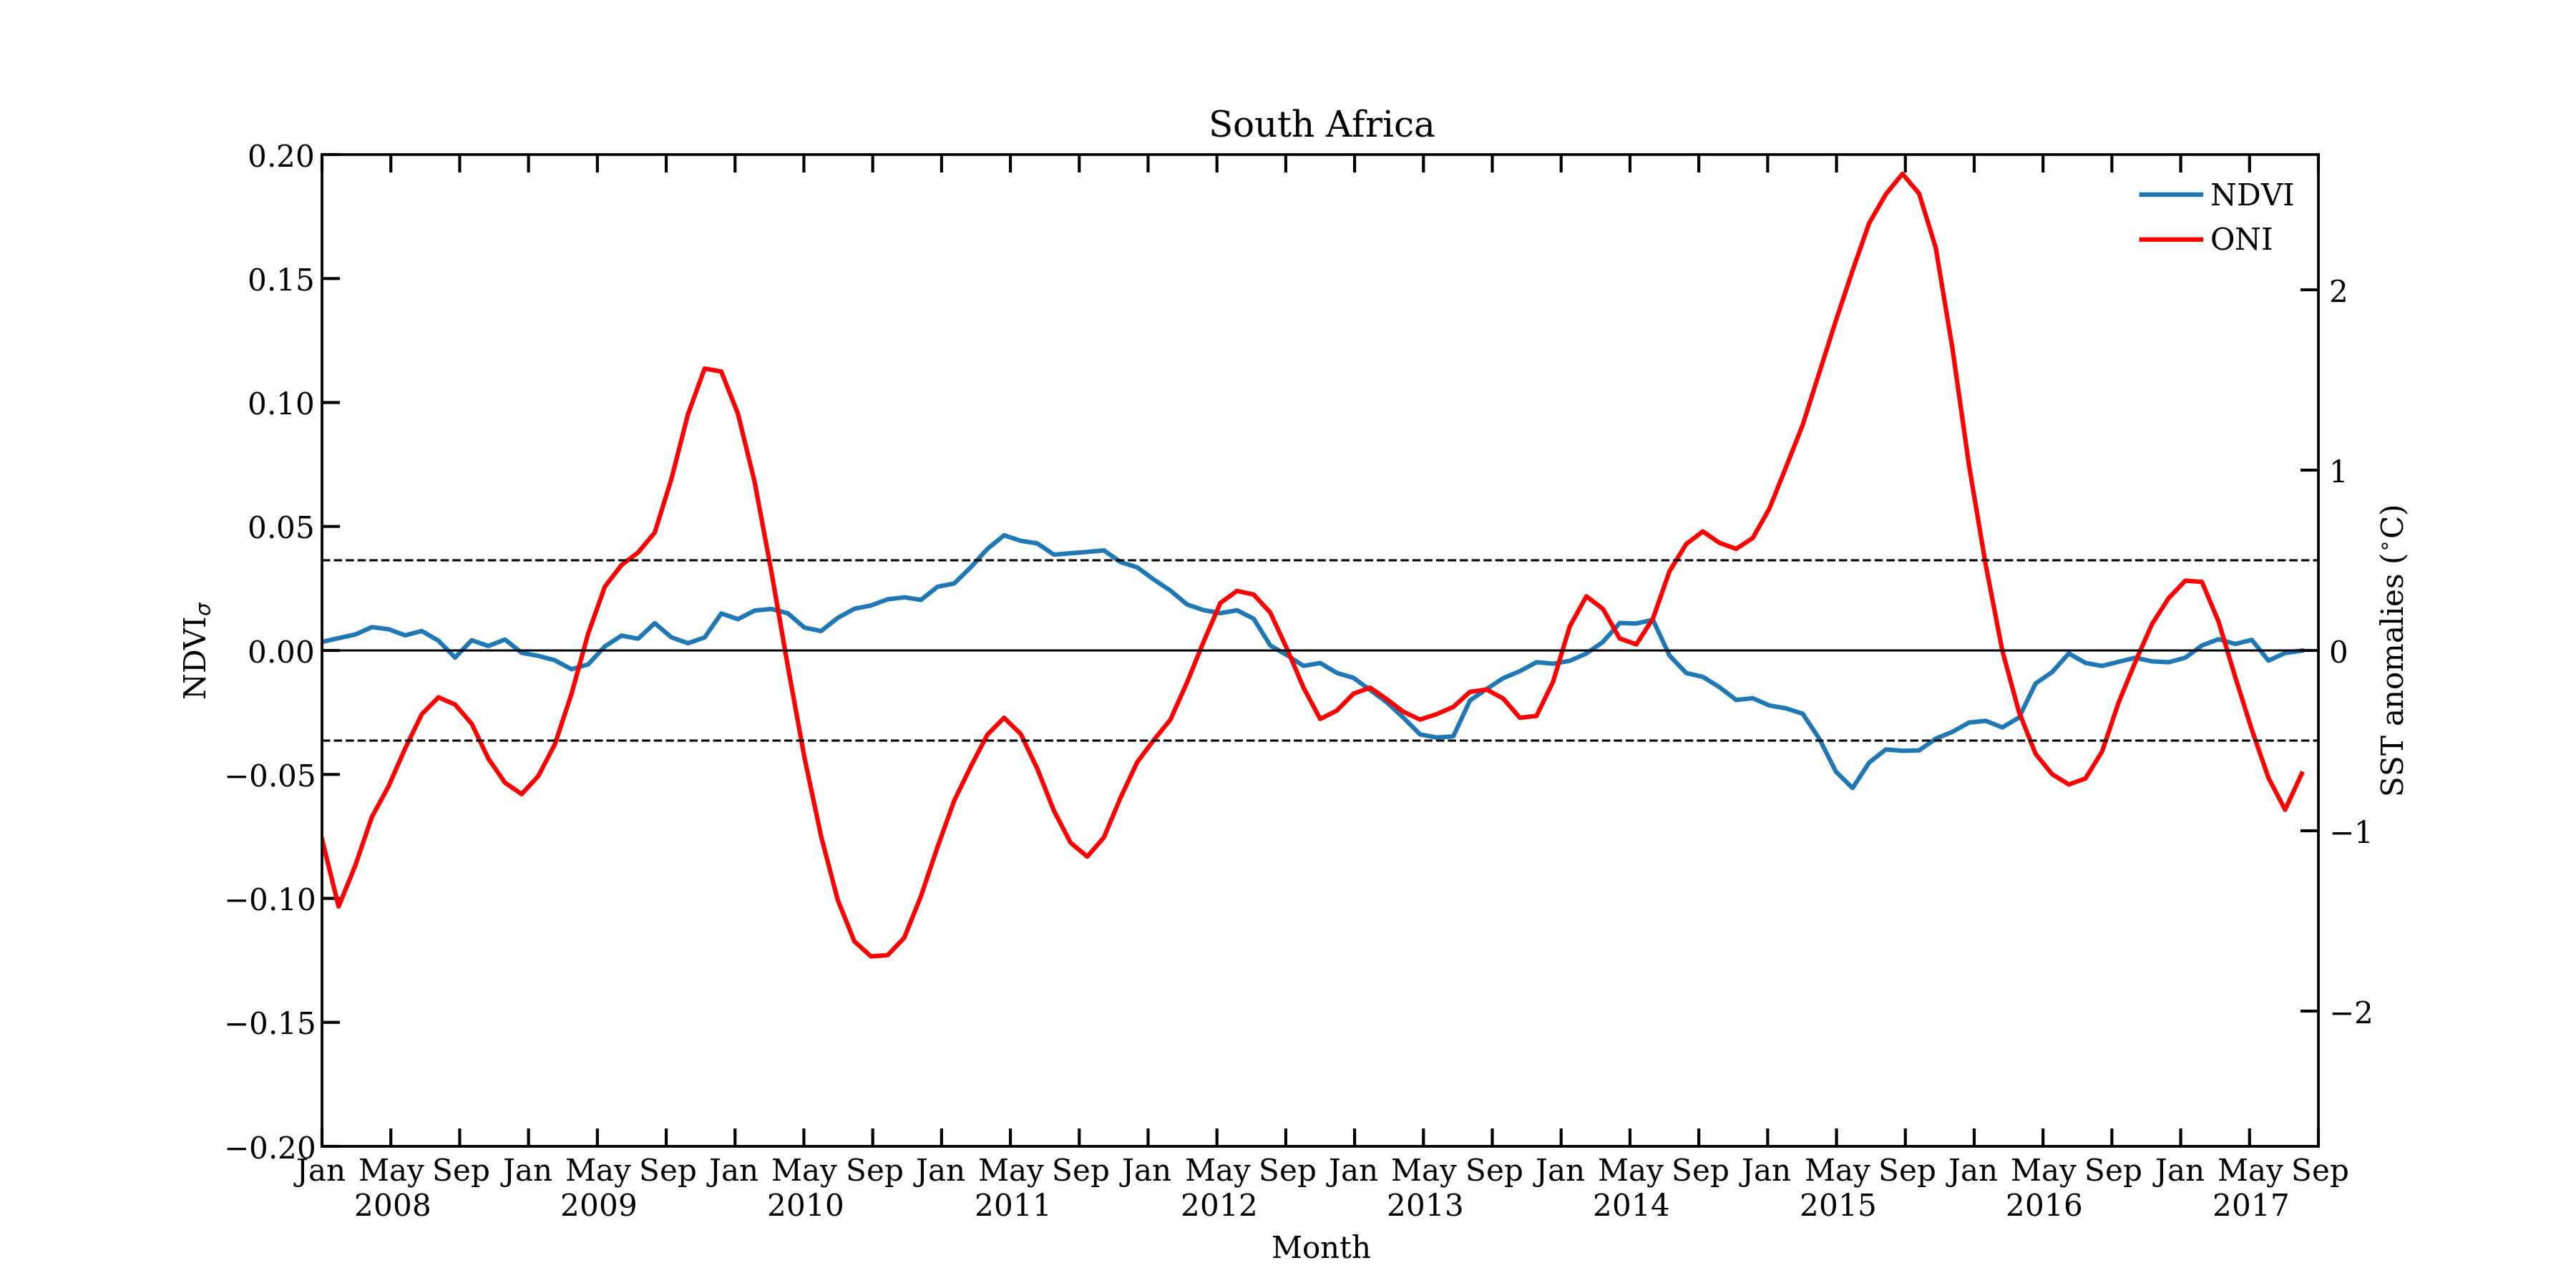 South Africa
NDVI
ONI
0.20
0.15
0.10
0.05
0.00
−0.05
−0.10
−0.15
−0.20
NDVIσ
2
1
0
−1
−2
SST anomalies (°C)
Jan May Sep Jan May Sep Jan May Sep Jan May Sep Jan May Sep Jan May Sep Jan May Sep Jan May Sep Jan May Sep Jan May Sep
2008 2009 2010 2011 2012 2013 2014 2015 2016 2017
Month